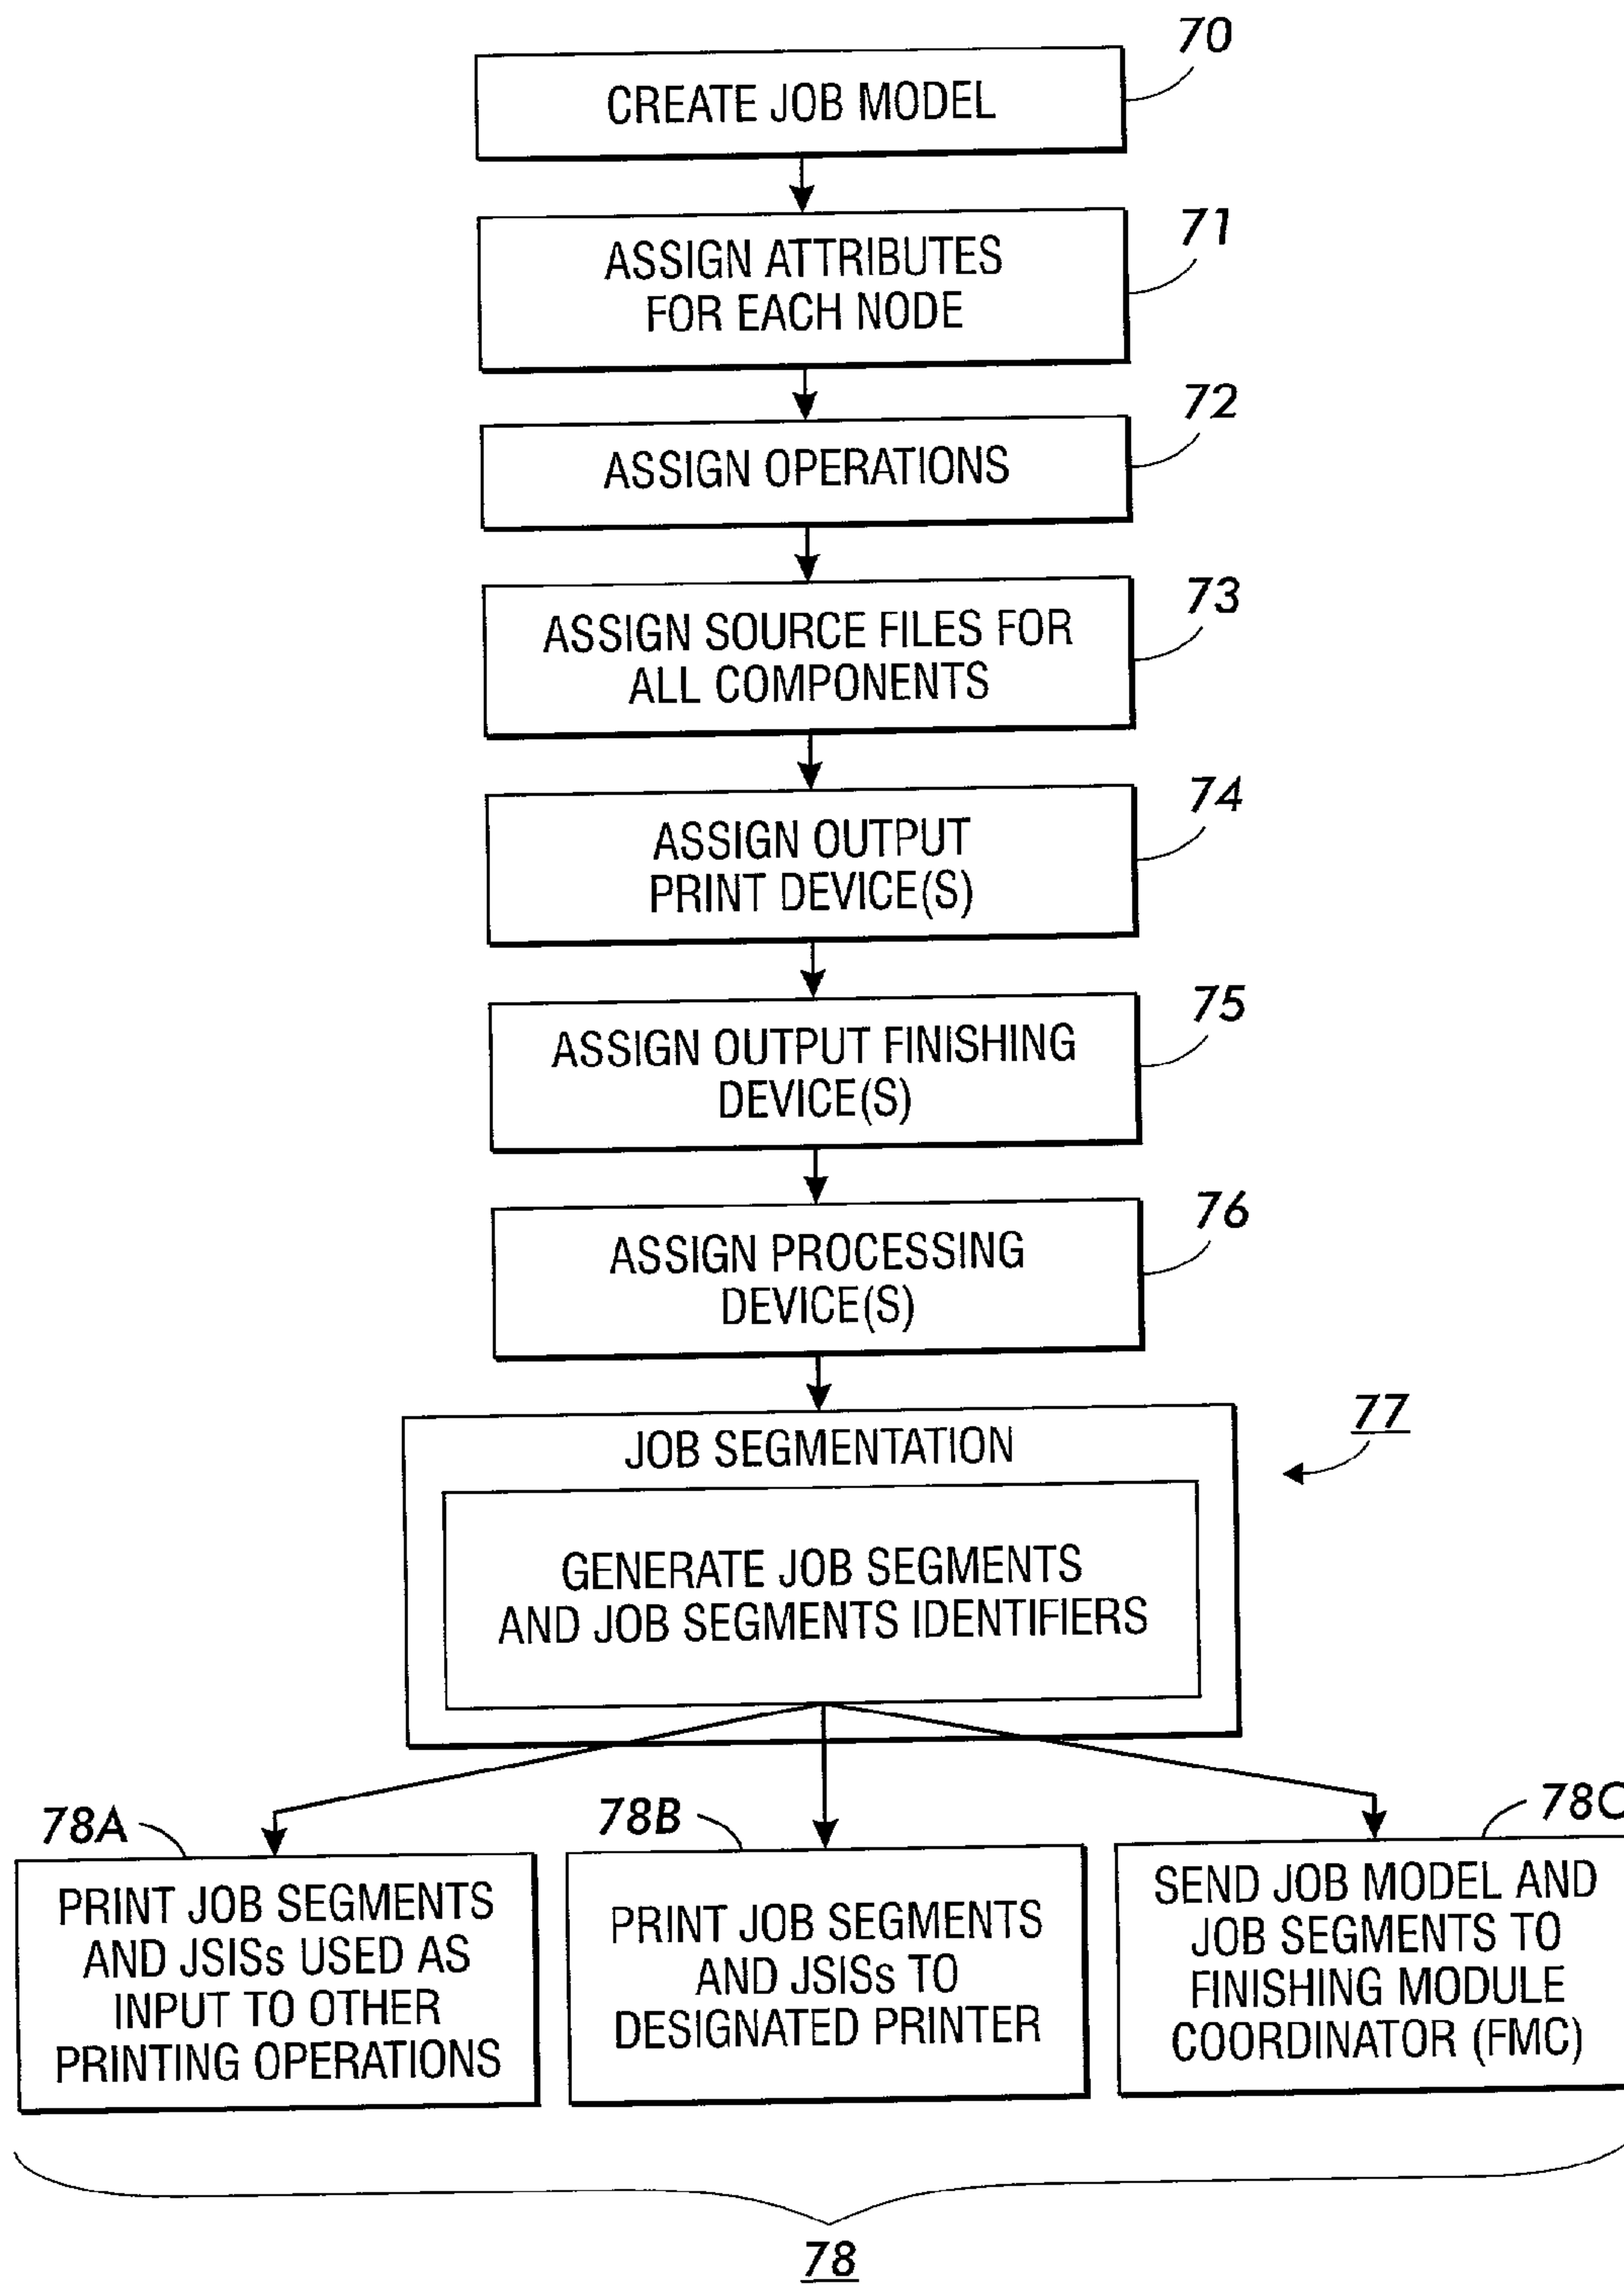 70
CREATE JOB MODEL
71
ASSIGN ATTRIBUTES
FOR EACH NODE
72
ASSIGN OPERATIONS
73
ASSIGN SOURCE FILES FOR
ALL COMPONENTS
74
ASSIGN OUTPUT
PRINT DEVICE(S)
75
ASSIGN OUTPUT FINISHING
DEVICE(S)
76
ASSIGN PROCESSING
DEVICE(S)
77
JOB SEGMENTATION
GENERATE JOB SEGMENTS
AND JOB SEGMENTS IDENTIFIERS
78A
PRINT JOB SEGMENTS
AND JSISs USED AS
INPUT TO OTHER
PRINTING OPERATIONS
78B
PRINT JOB SEGMENTS
AND JSISs TO
DESIGNATED PRINTER
78C
SEND JOB MODEL AND
JOB SEGMENTS TO
FINISHING MODULE
COORDINATOR (FMC)
78